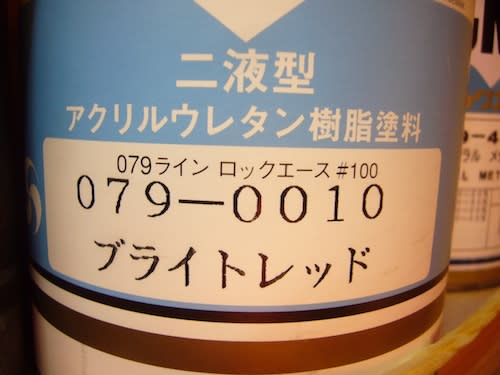 二液型
アクリルウレタン樹脂塗料
079ライン ロックエース #100
079-0010
ブライトレッド